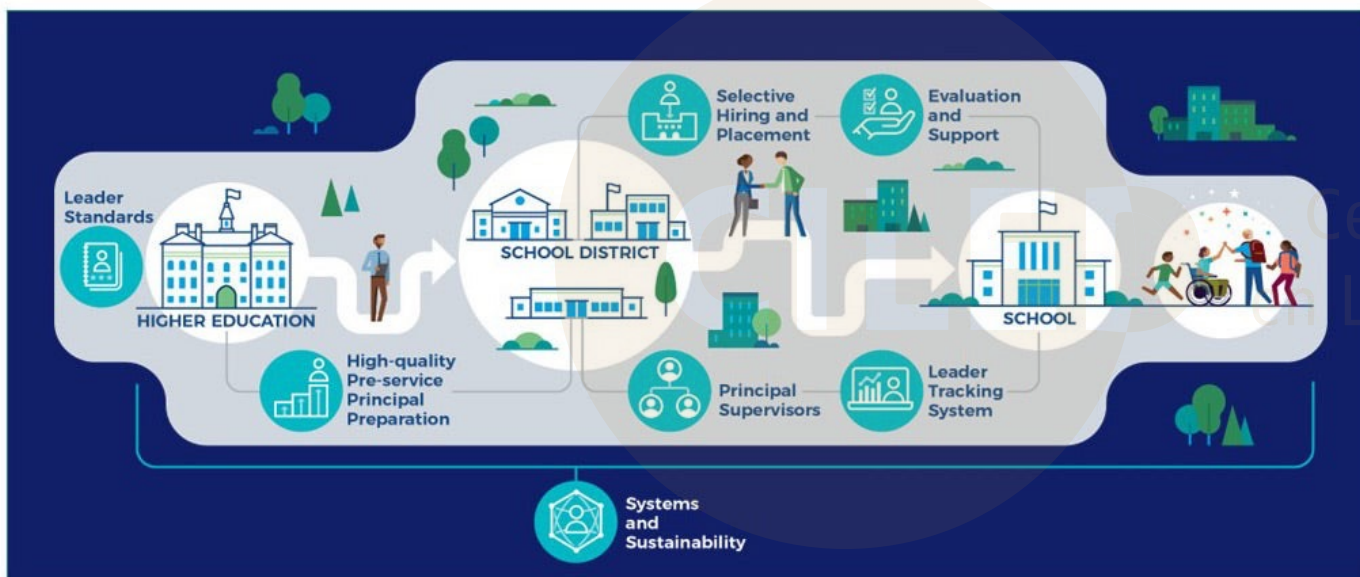 Leader
Standards
HIGHER EDUCATION
High-quality
Pre-service
Principal
Preparation
SCHOOL DISTRICT
Selective
Hiring and
Placement
Evaluation
and
Support
Principal
Supervisors
Leader
Tracking
System
SCHOOL
Systems
and
Sustainability